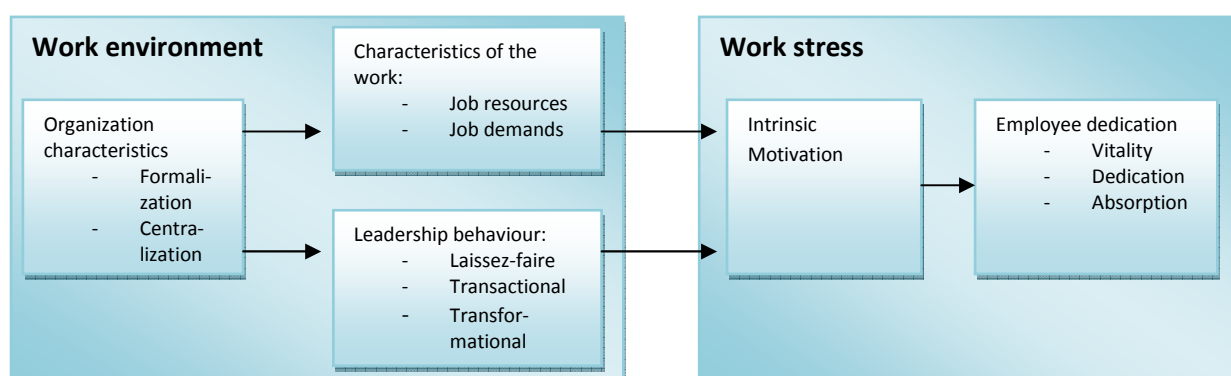 Work environment
Organization
characteristics
- Formali-
zation
- Centra-
lization
Characteristics of the
work:
- Job resources
- Job demands
Leadership behaviour:
- Laissez-faire
- Transactional
- Transfor-
mational
Work stress
Intrinsic
Motivation
Employee dedication
- Vitality
- Dedication
- Absorption